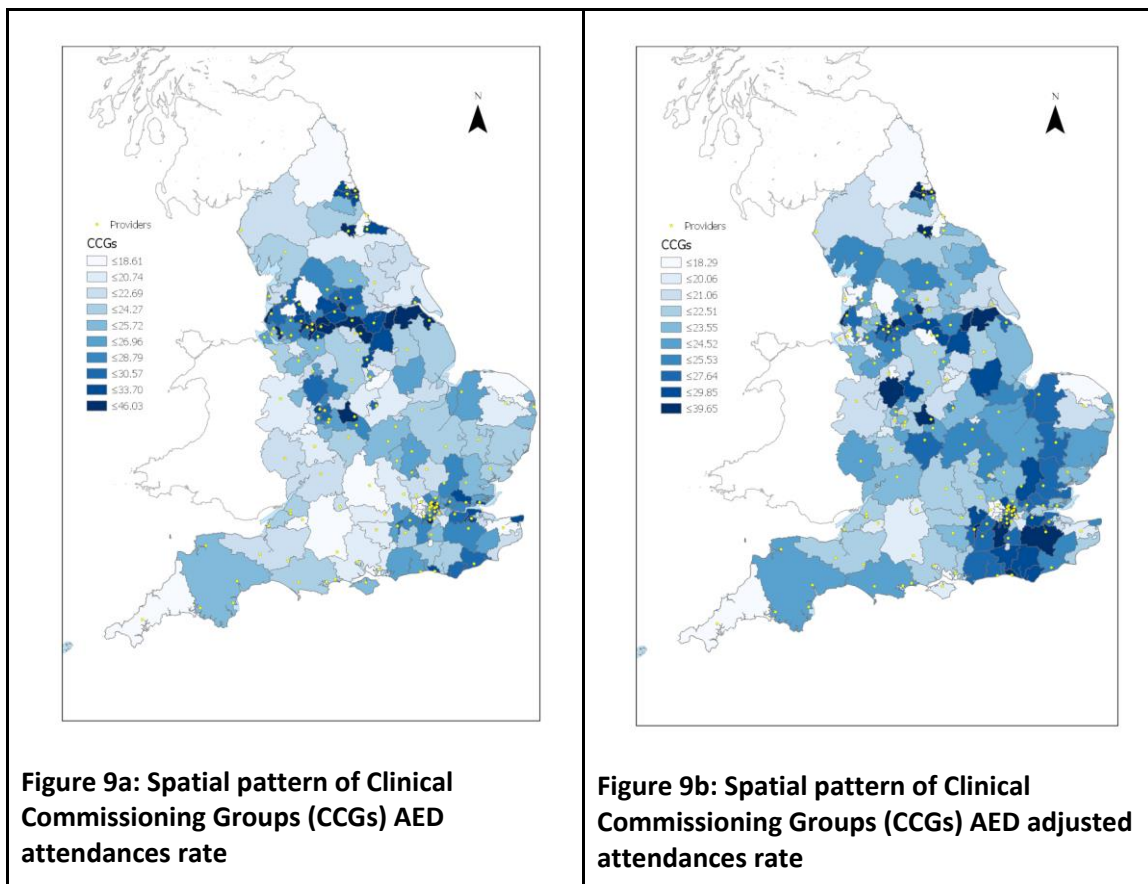 N
Providers
CCGs
≤18.61
≤20.74
≤22.69
≤24.27
≤25.72
≤26.96
≤28.79
≤30.57
≤33.70
≤46.03
Figure 9a: Spatial pattern of Clinical
Commissioning Groups (CCGs) AED
attendances rate
N
Providers
CCGs
≤18.29
≤20.06
≤21.06
≤22.51
≤23.55
≤24.52
≤25.53
≤27.64
≤29.85
≤39.65
Figure 9b: Spatial pattern of Clinical
Commissioning Groups (CCGs) AED adjusted
attendances rate